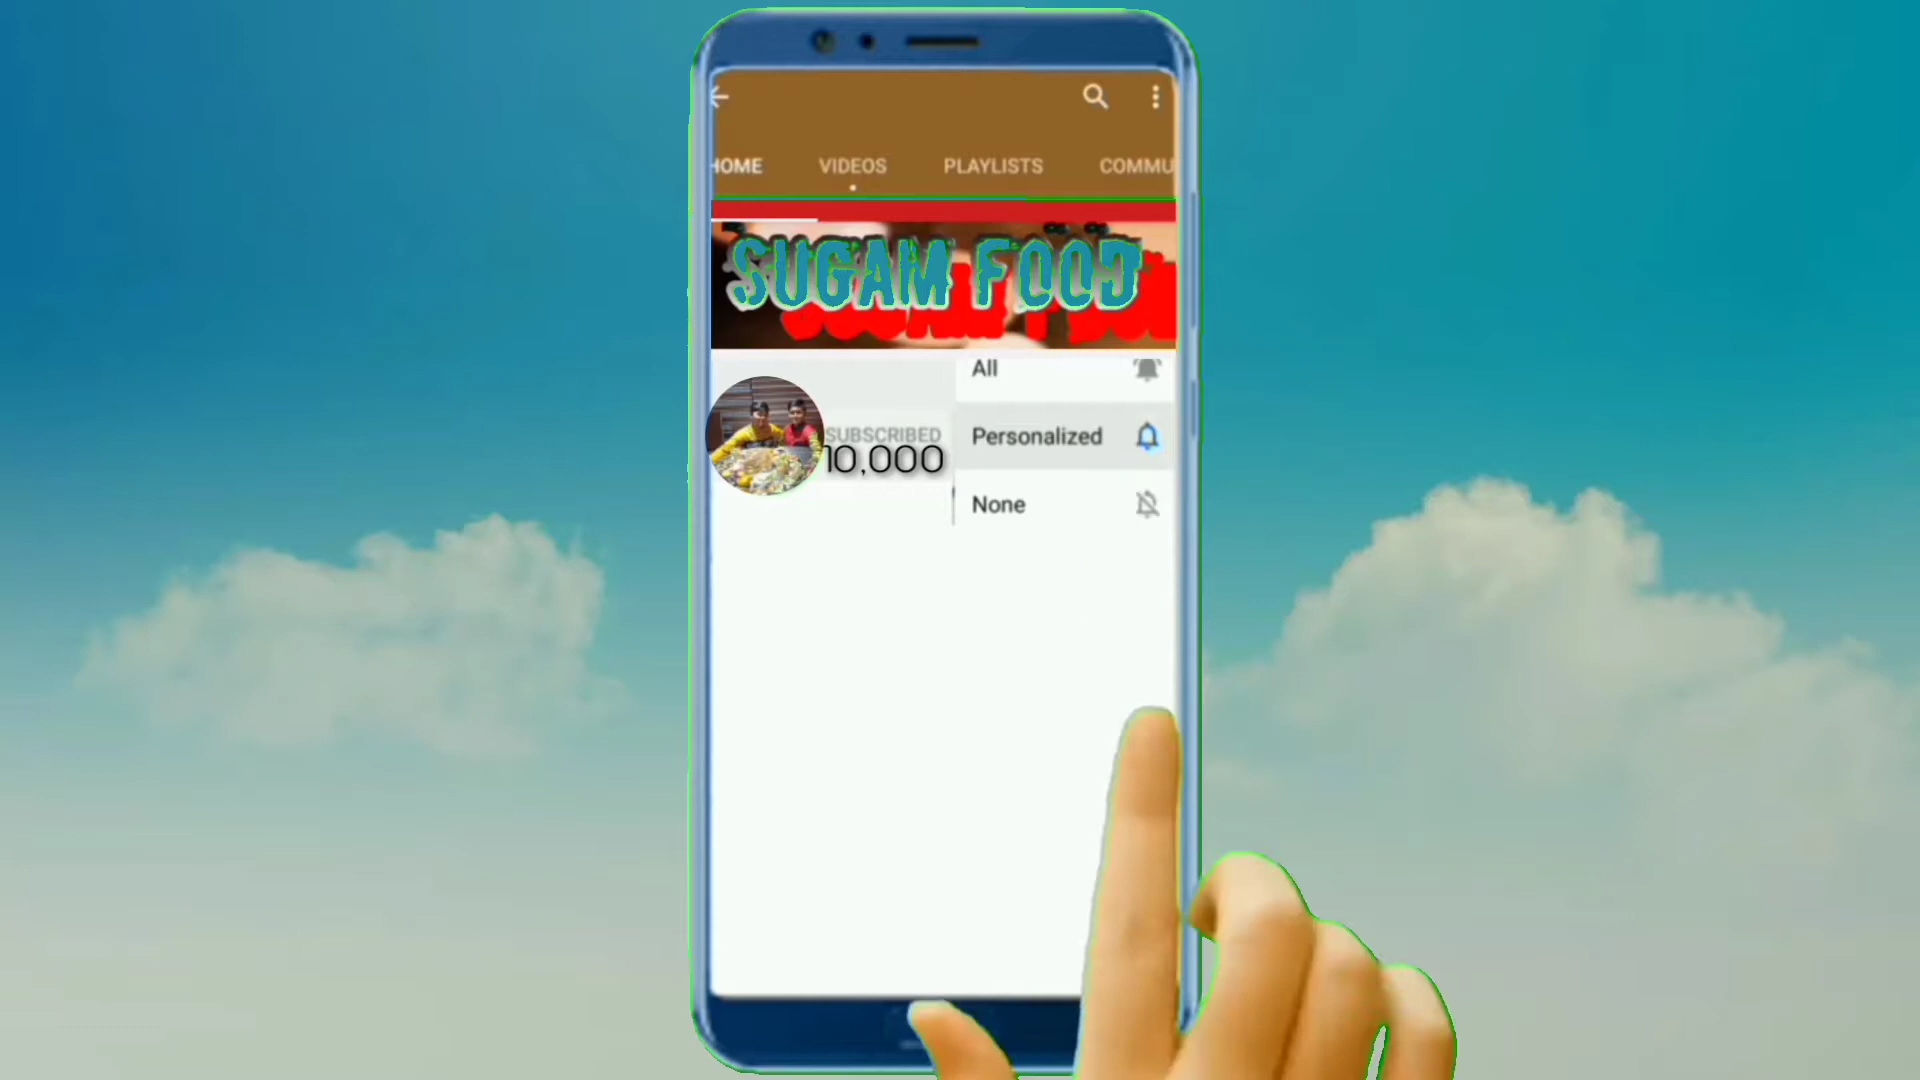 HOME VIDEOS PLAYLISTS COMMU
SUGAM FOOD
All
SUBSCRIBED
10,000
Personalized
None